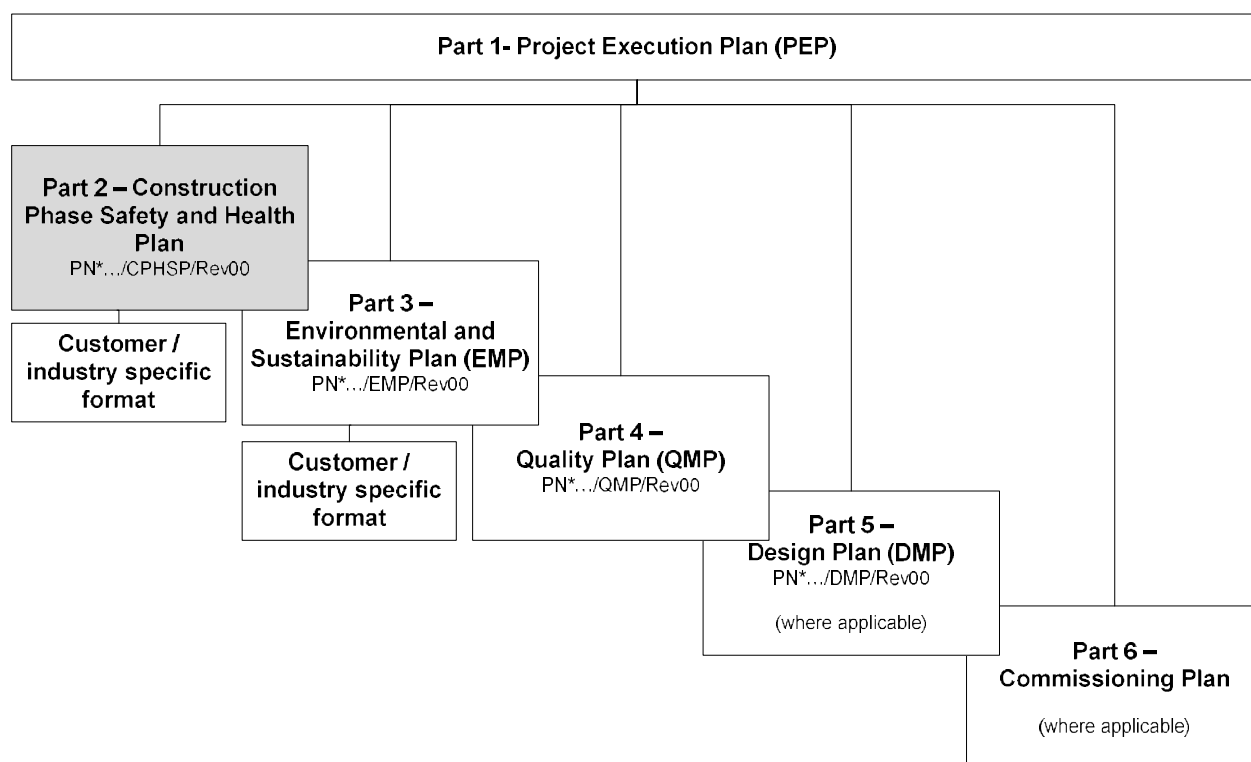 Part 1- Project Execution Plan (PEP)
Part 2 – Construction
Phase Safety and Health
Plan
PN*…/CPHSP/Rev00
Customer /
industry specific
format
Part 3 –
Environmental and
Sustainability Plan (EMP)
PN*…/EMP/Rev00
Customer /
industry specific
format
Part 4 –
Quality Plan (QMP)
PN*…/QMP/Rev00
Part 5 –
Design Plan (DMP)
PN*…/DMP/Rev00
(where applicable)
Part 6 –
Commissioning Plan
(where applicable)